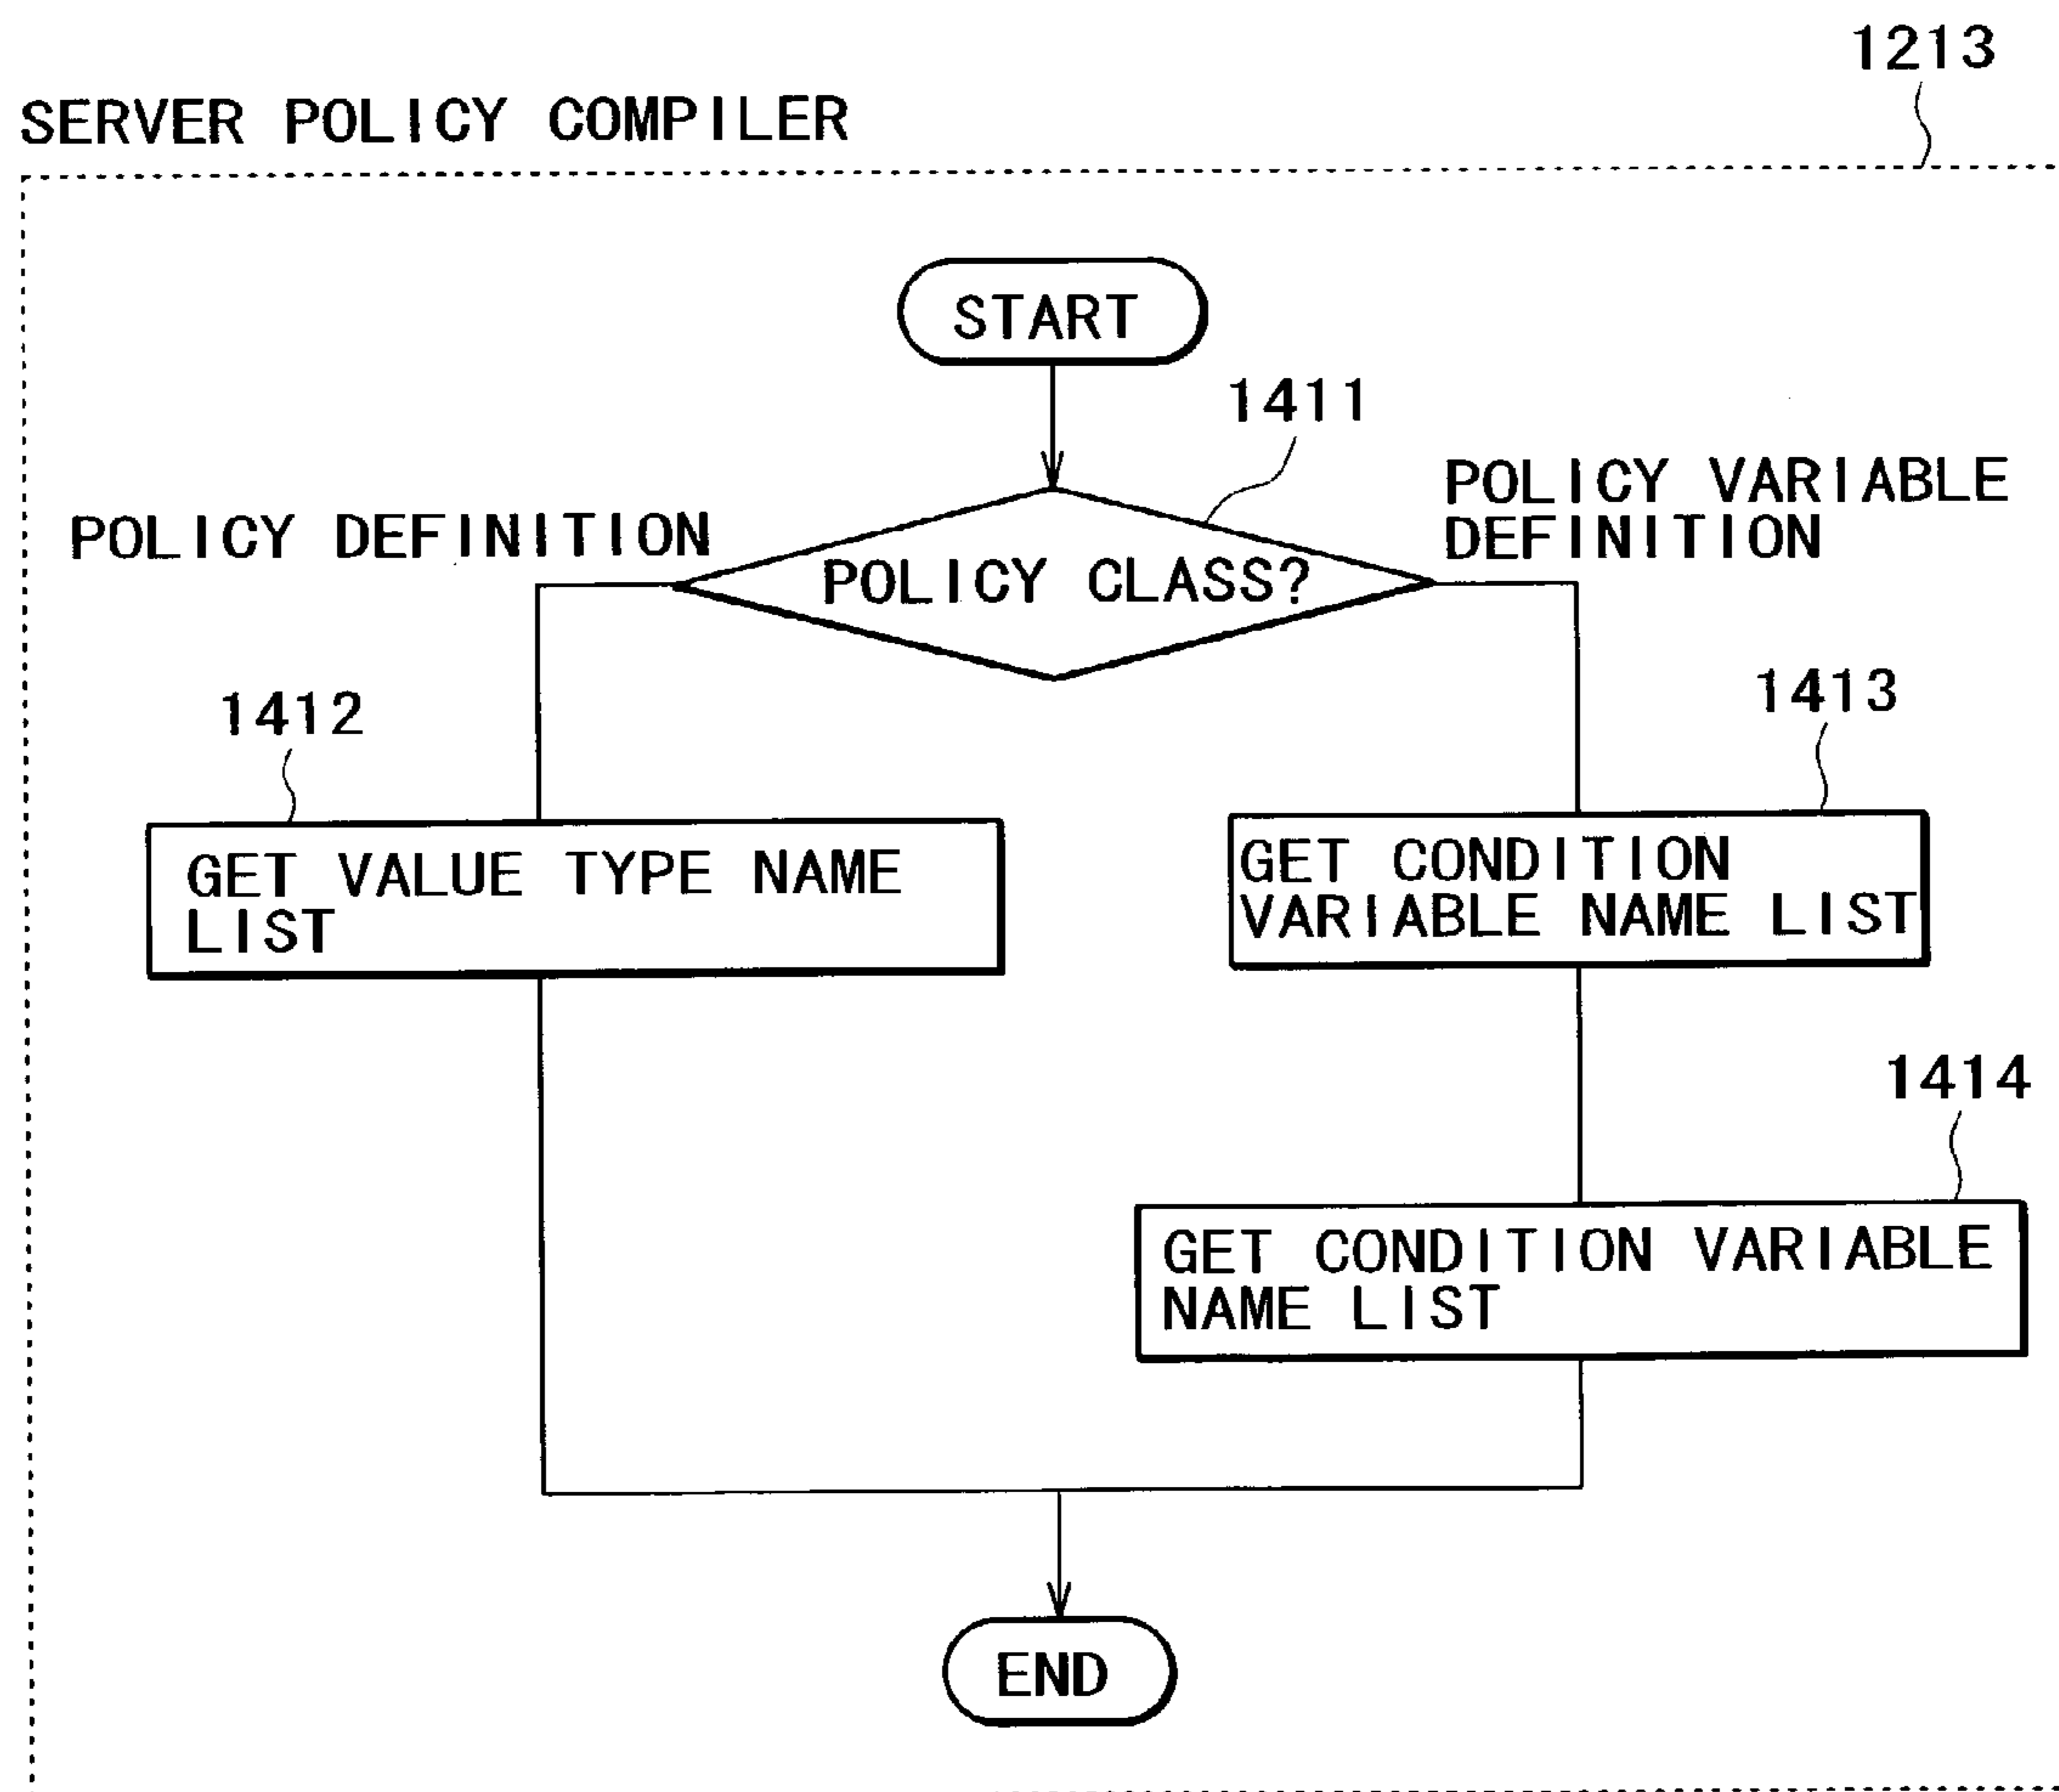 1213
SERVER POLICY COMPILER
START
1411
POLICY VARIABLE
DEFINITION
POLICY DEFINITION
POLICY CLASS?
1412
1413
GET VALUE TYPE NAME
LIST
GET CONDITION
VARIABLE NAME LIST
1414
GET CONDITION VARIABLE
NAME LIST
END